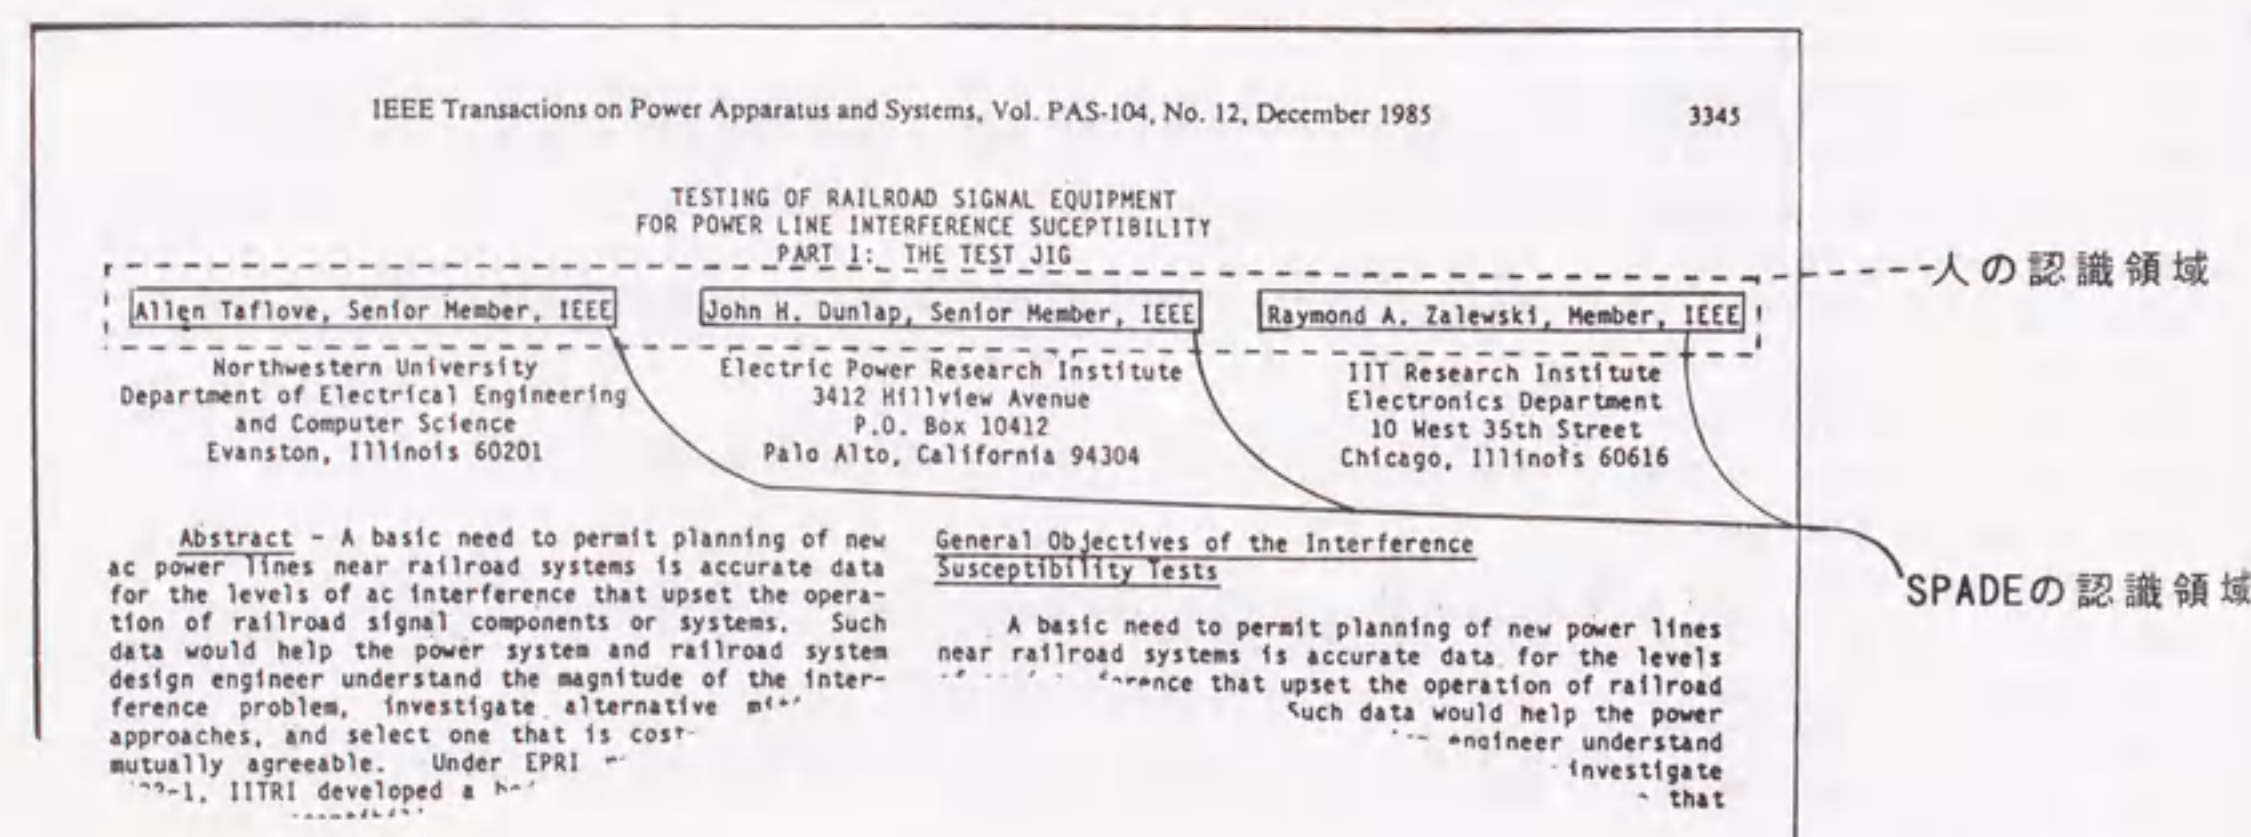 IEEE Transactions on Power Apparatus and Systems, Vol. PAS-104, No. 12, December 1985 3345
TESTING OF RAILROAD SIGNAL EQUIPMENT
FOR POWER LINE INTERFERENCE SUCEPTIBILITY
PART I: THE TEST JIG
人の認識領域
Allen Taflove, Senior Member, IEEE
Northwestern University
Department of Electrical Engineering
and Computer Science
Evanston, Illinois 60201
John H. Dunlap, Senior Member, IEEE
Electric Power Research Institute
3412 Hillview Avenue
P.O. Box 10412
Palo Alto, California 94304
Raymond A. Zalewski, Member, IEEE
IIT Research Institute
Electronics Department
10 West 35th Street
Chicago, Illinois 60616
SPADEの認識領域
Abstract - A basic need to permit planning of new
ac power lines near railroad systems is accurate data
for the levels of ac interference that upset the opera-
tion of railroad signal components or systems. Such
data would help the power system and railroad system
design engineer understand the magnitude of the inter-
ference problem, investigate alternative
approaches, and select one that is cost-
mutually agreeable. Under EPRI
IITRI developed a
General Objectives of the Interference
Susceptibility Tests
A basic need to permit planning of new power lines
near railroad systems is accurate data for the levels
that upset the operation of railroad
Such data would help the power
engineer understand
investigate
that